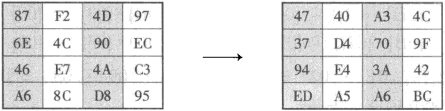 87 F2 4D 97 47 40 A3 4C
6E 4C 90 EC → 37 D4 70 9F
46 E7 4A C3 94 E4 3A 42
A6 8C D8 95 ED A5 A6 BC